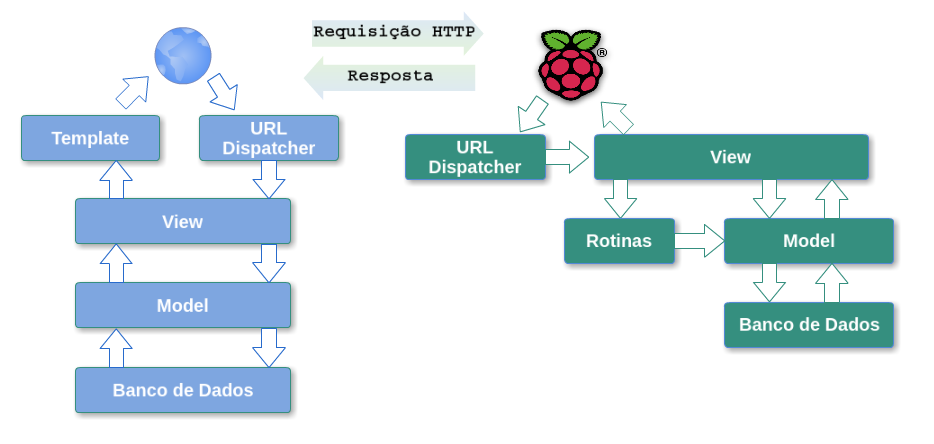 Requisição HTTP
Resposta
®
Template
URL
Dispatcher
View
Model
Banco de Dados
URL
Dispatcher
View
Rotinas
Model
Banco de Dados